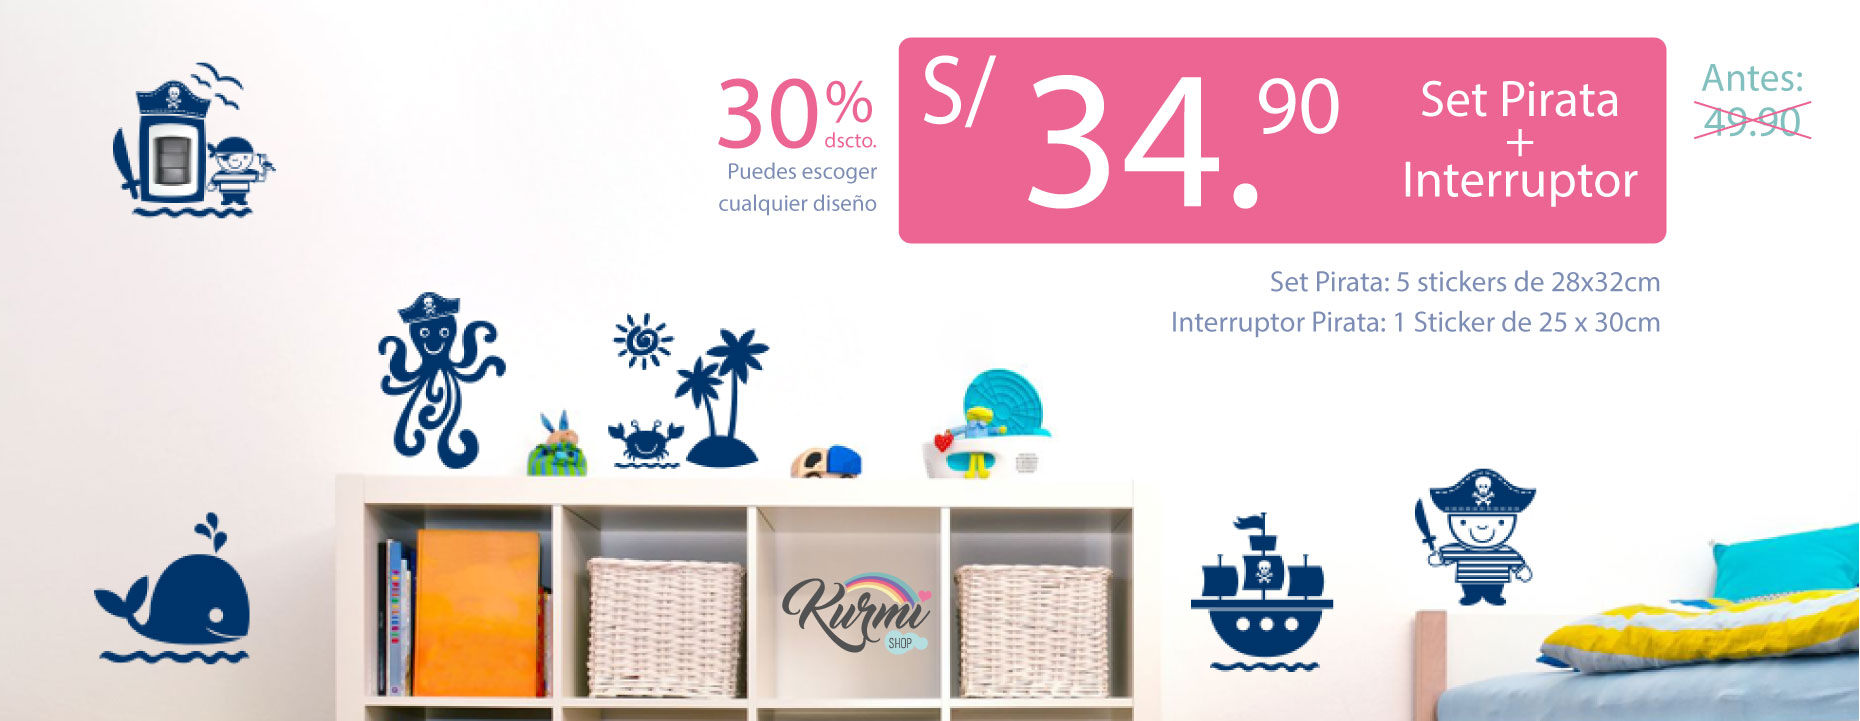 30% dscto.
Puedes escoger
cualquier diseño
S/ 34.90
Set Pirata
+
Interruptor
Antes:
49.90
Set Pirata: 5 stickers de 28x32cm
Interruptor Pirata: 1 Sticker de 25 x 30cm
Kurmi
SHOP